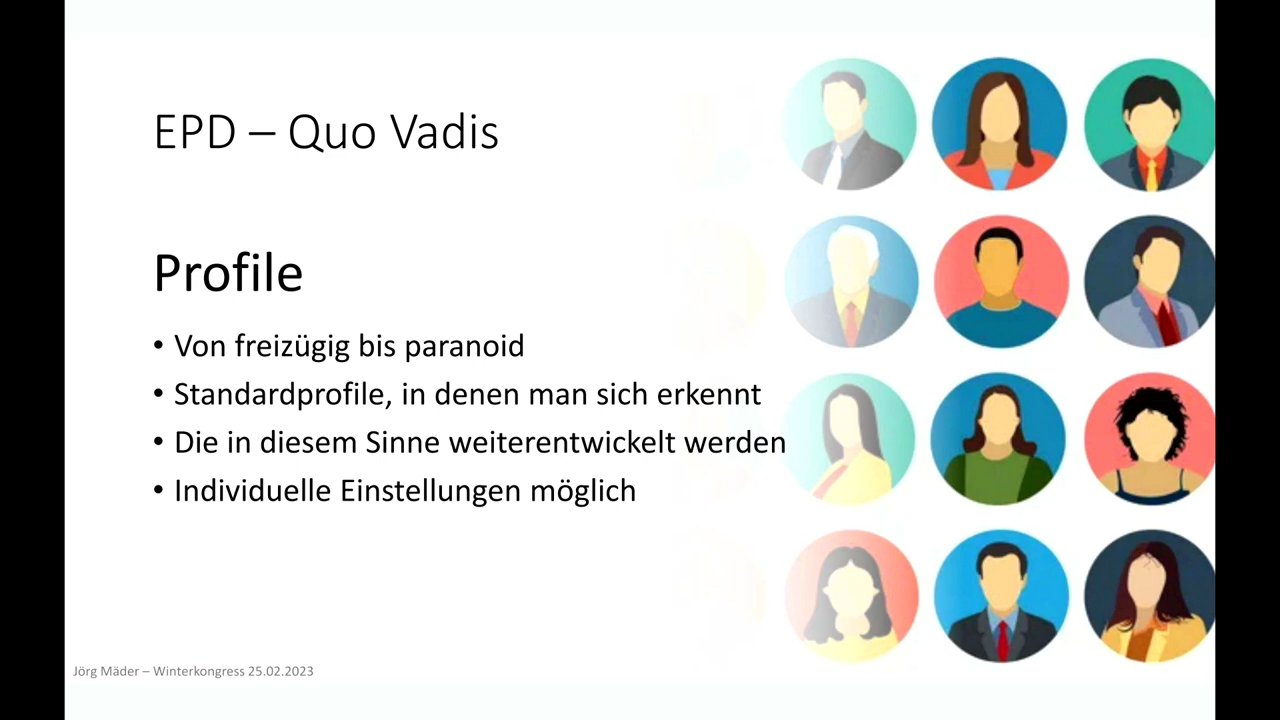 EPD – Quo Vadis
Profile
• Von freizügig bis paranoid
• Standardprofile, in denen man sich erkennt
• Die in diesem Sinne weiterentwickelt werden
• Individuelle Einstellungen möglich
Jörg Mäder – Winterkongress 25.02.2023